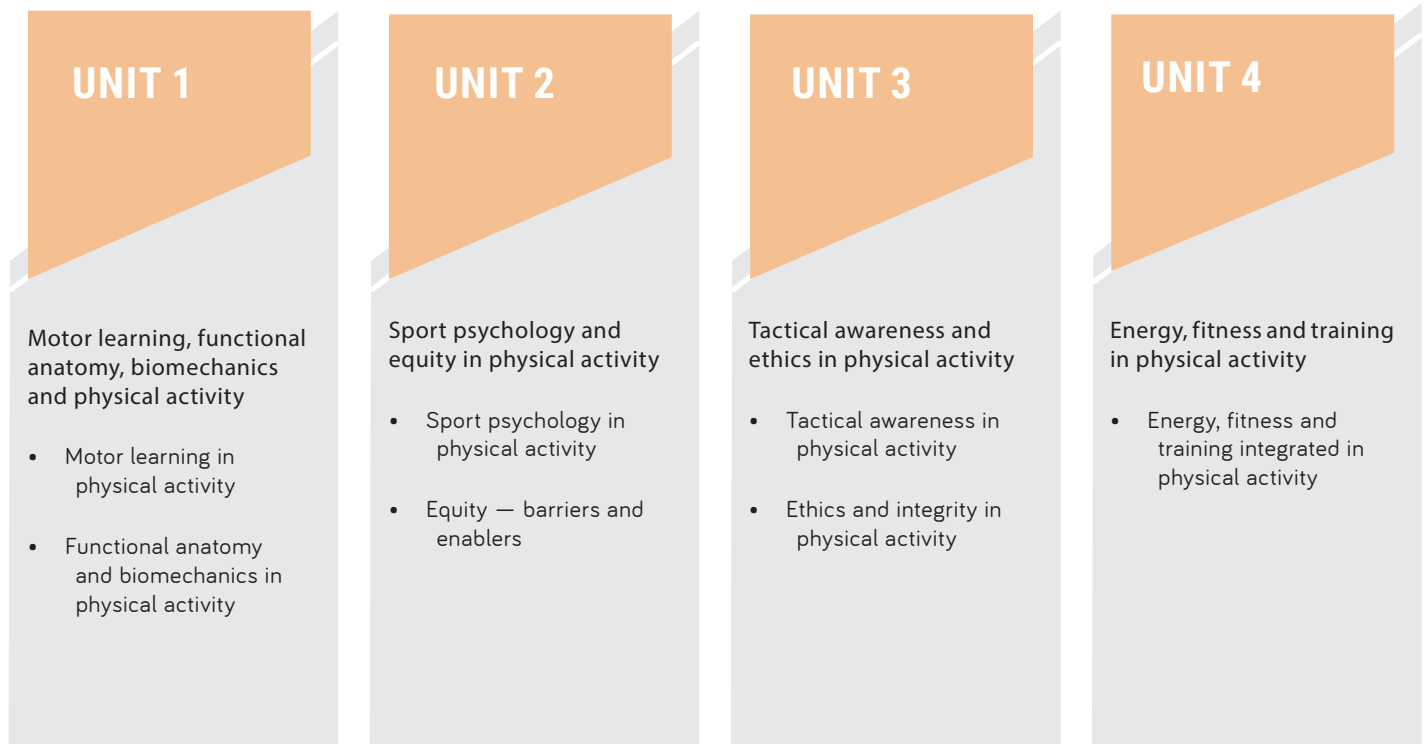 UNIT 1
Motor learning, functional
anatomy, biomechanics
and physical activity
• Motor learning in
physical activity
• Functional anatomy
and biomechanics in
physical activity
UNIT 2
Sport psychology and
equity in physical activity
• Sport psychology in
physical activity
• Equity — barriers and
enablers
UNIT 3
Tactical awareness and
ethics in physical activity
• Tactical awareness in
physical activity
• Ethics and integrity in
physical activity
UNIT 4
Energy, fitness and training
in physical activity
• Energy, fitness and
training integrated in
physical activity